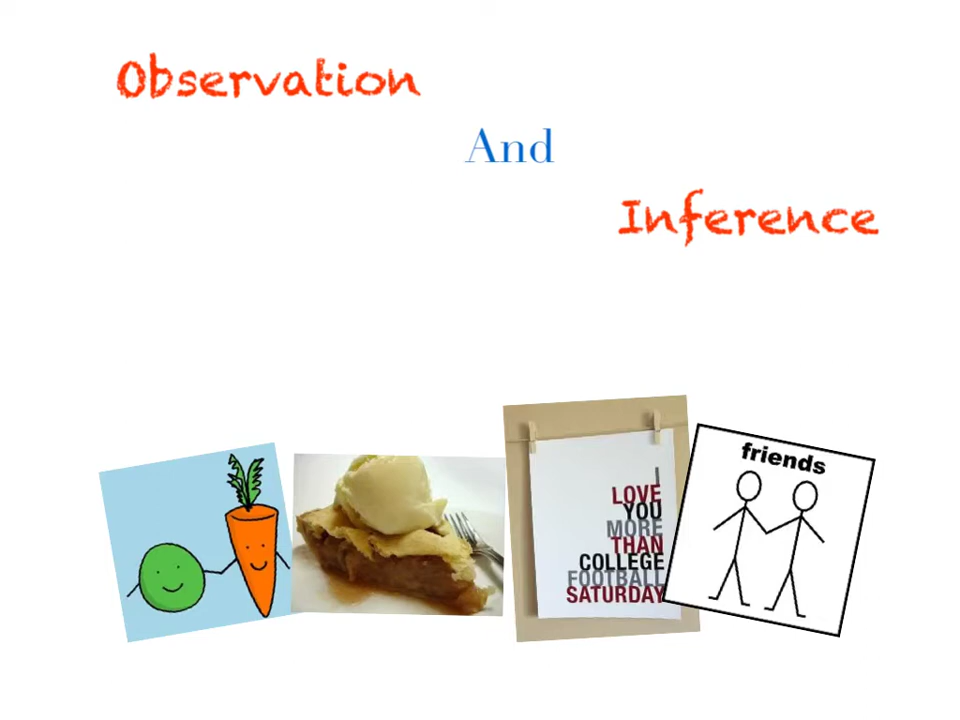 Observation
And
Inference
I
LOVE
YOU
MORE
THAN
COLLEGE
FOOTBALL
SATURDAY
friends